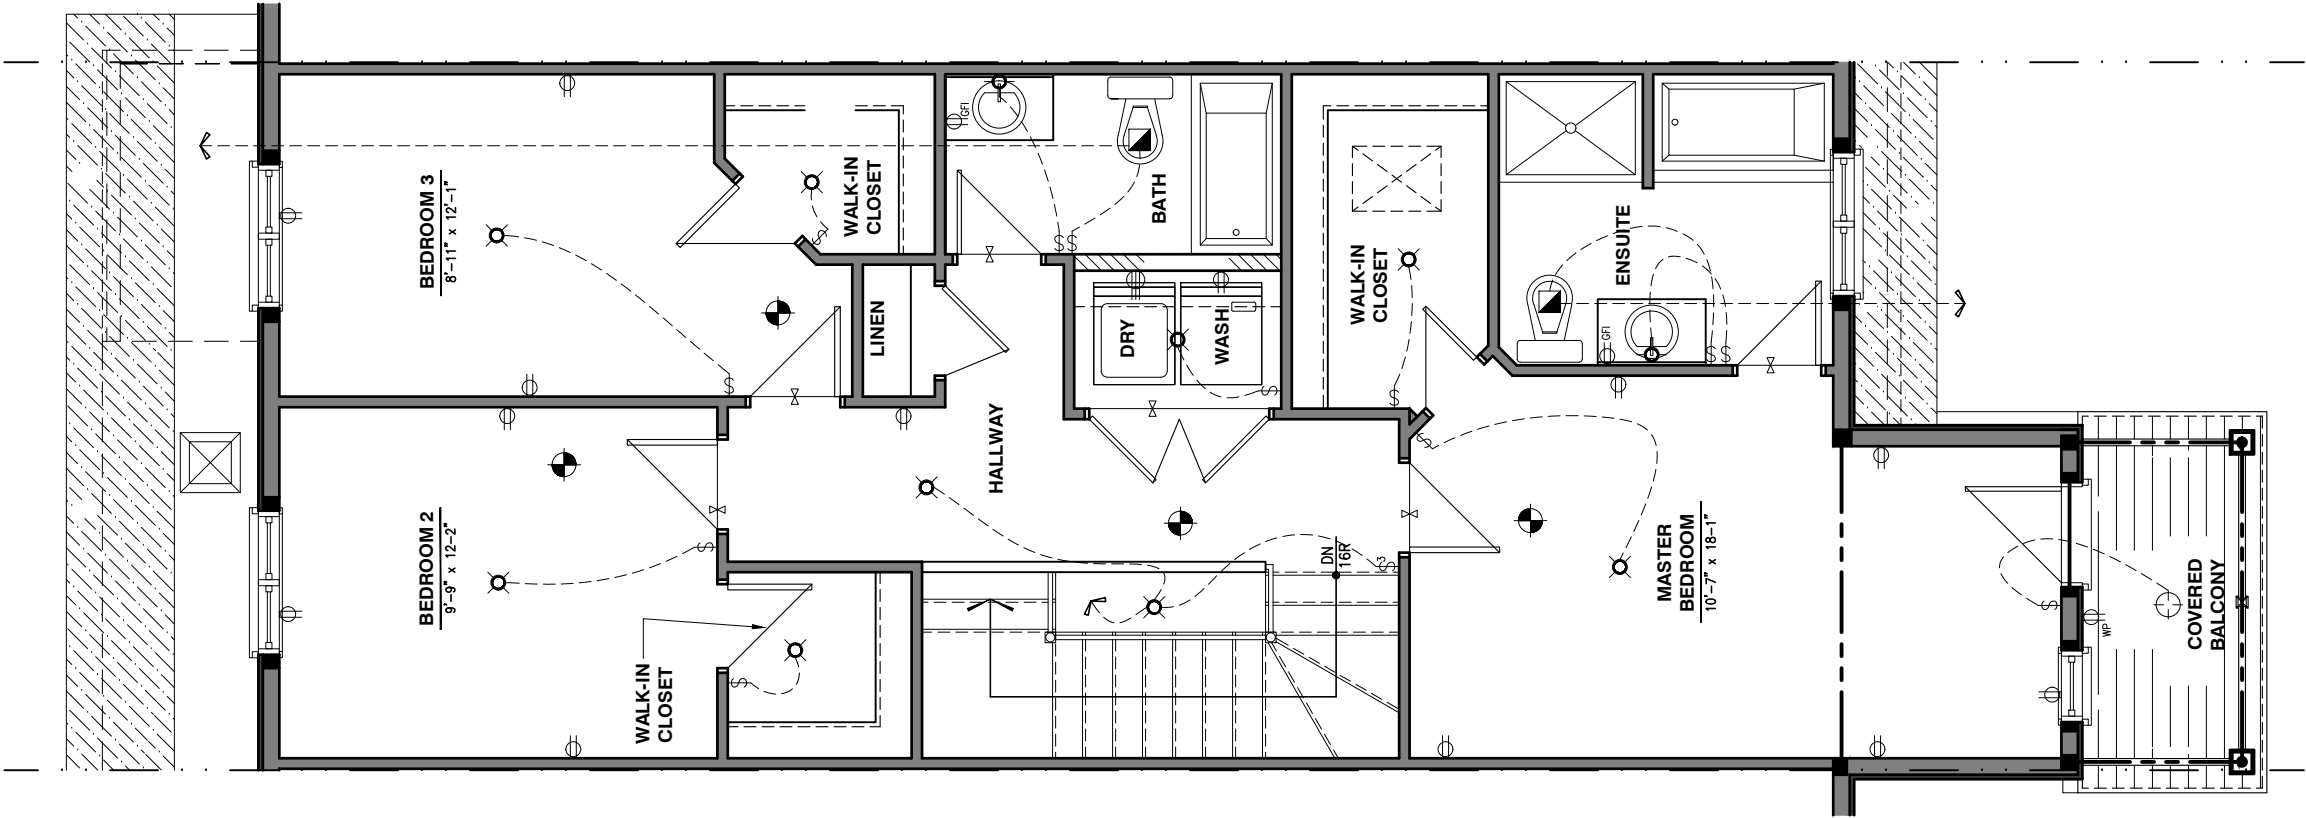 BEDROOM 3
8'-11" x 12'-1"
WALK-IN
CLOSET
GFI
BATH
LINEN
DRY
WASH
WALK-IN
CLOSET
ENSUITE
GFI
HALLWAY
BEDROOM 2
9'-9" x 12'-2"
WALK-IN
CLOSET
DN
16R
MASTER
BEDROOM
10'-7" x 18'-1"
COVERED
BALCONY
WP
S
S
S
S
S
S
S
S
S
S
S
S
S3
S